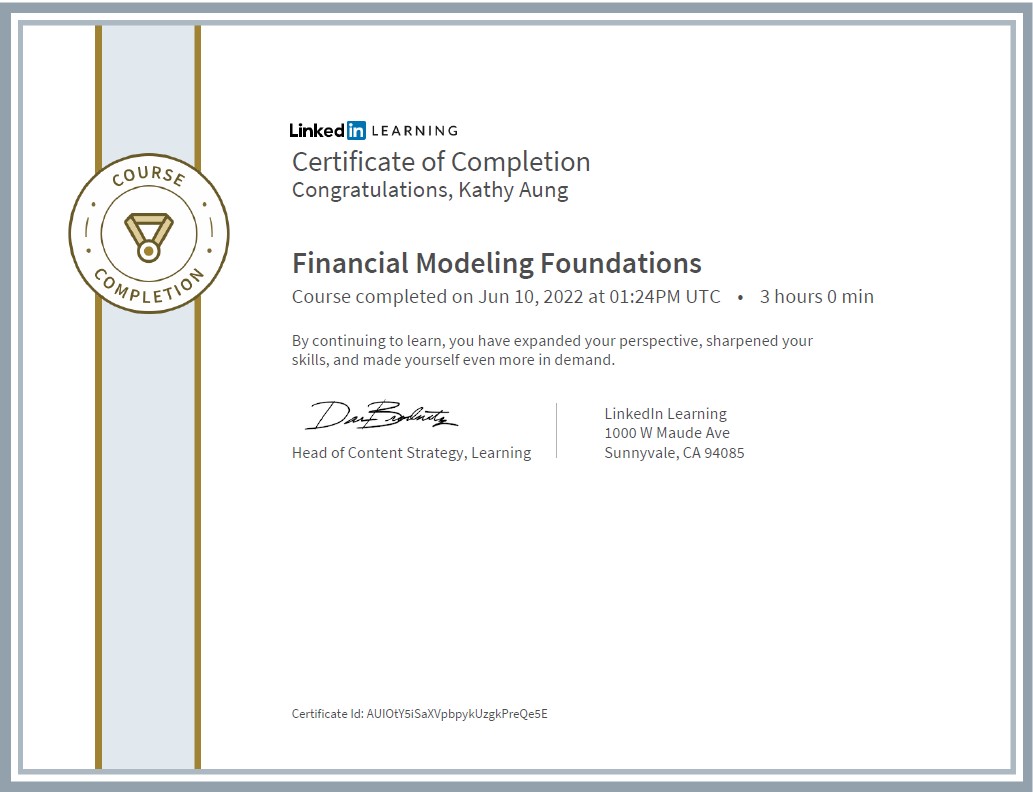 COURSE
COMPLETION
Linked in LEARNING
Certificate of Completion
Congratulations, Kathy Aung
Financial Modeling Foundations
Course completed on Jun 10, 2022 at 01:24PM UTC • 3 hours 0 min
By continuing to learn, you have expanded your perspective, sharpened your
skills, and made yourself even more in demand.
Head of Content Strategy, Learning
LinkedIn Learning
1000 W Maude Ave
Sunnyvale, CA 94085
Certificate Id: AUIOtY5iSaXVpbpykUzgkPreQe5E